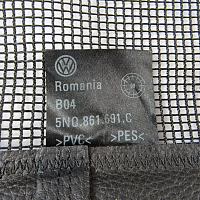 Romania
B04
5N0.861.691.C
>PVC< >PES<